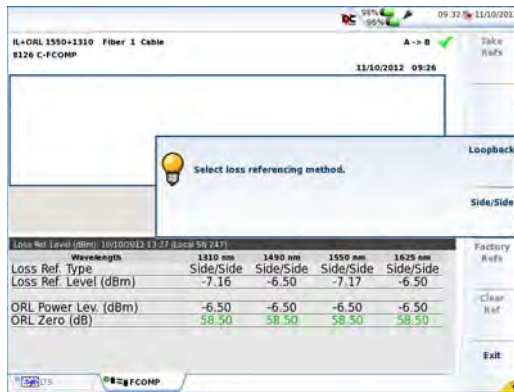 DC 98% 96% 09:32 11/10/2012
IL+ORL 1550+1310 Fiber 1 Cable A -> B
8126 C-FCOMP
11/10/2012 09:26
Take Refs
Select loss referencing method.
Loopback
Side/Side
Loss Ref Level (dBm): 10/10/2012 13:27 (Local SN 247)
Wavelength 1310 nm 1490 nm 1550 nm 1625 nm
Loss Ref. Type Side/Side Side/Side Side/Side Side/Side
Loss Ref. Level (dBm) -7.16 -6.50 -7.17 -6.50
ORL Power Lev. (dBm) -6.50 -6.50 -6.50 -6.50
ORL Zero (dB) 58.50 58.50 58.50 58.50
Factory Refs
Clear Ref
Exit
LTS FCOMP